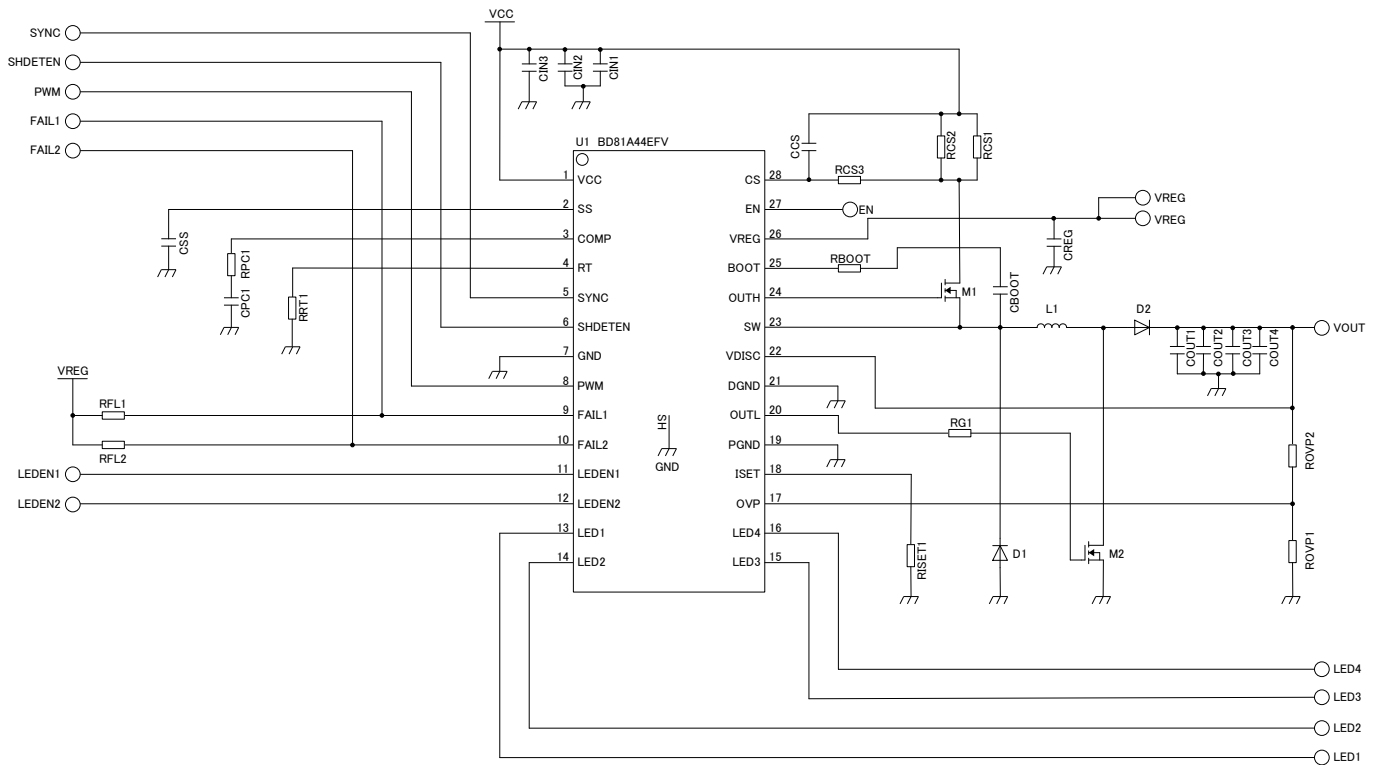 VCC
SYNC
SHDETEN
PWM
FAIL1
FAIL2
CIN3
CIN2
CIN1
CCS
RCS2
RCS1
RCS3
U1 BD81A44EFV
1 VCC
2 SS
3 COMP
4 RT
5 SYNC
6 SHDETEN
7 GND
8 PWM
9 FAIL1
10 FAIL2
11 LEDEN1
12 LEDEN2
13 LED1
14 LED2
CS 28
EN 27
VREG 26
BOOT 25
OUTH 24
SW 23
VDISC 22
DGND 21
OUTL 20
PGND 19
ISET 18
OVP 17
LED4 16
LED3 15
HS
GND
CSS
RPC1
CPC1
RRT1
VREG
RFL1
RFL2
LEDEN1
LEDEN2
EN
VREG
VREG
CREG
RBOOT
CBOOT
M1
L1
D2
VOUT
COUT1
COUT2
COUT3
COUT4
RG1
ROVP2
ROVP1
RISET1
D1
M2
LED4
LED3
LED2
LED1